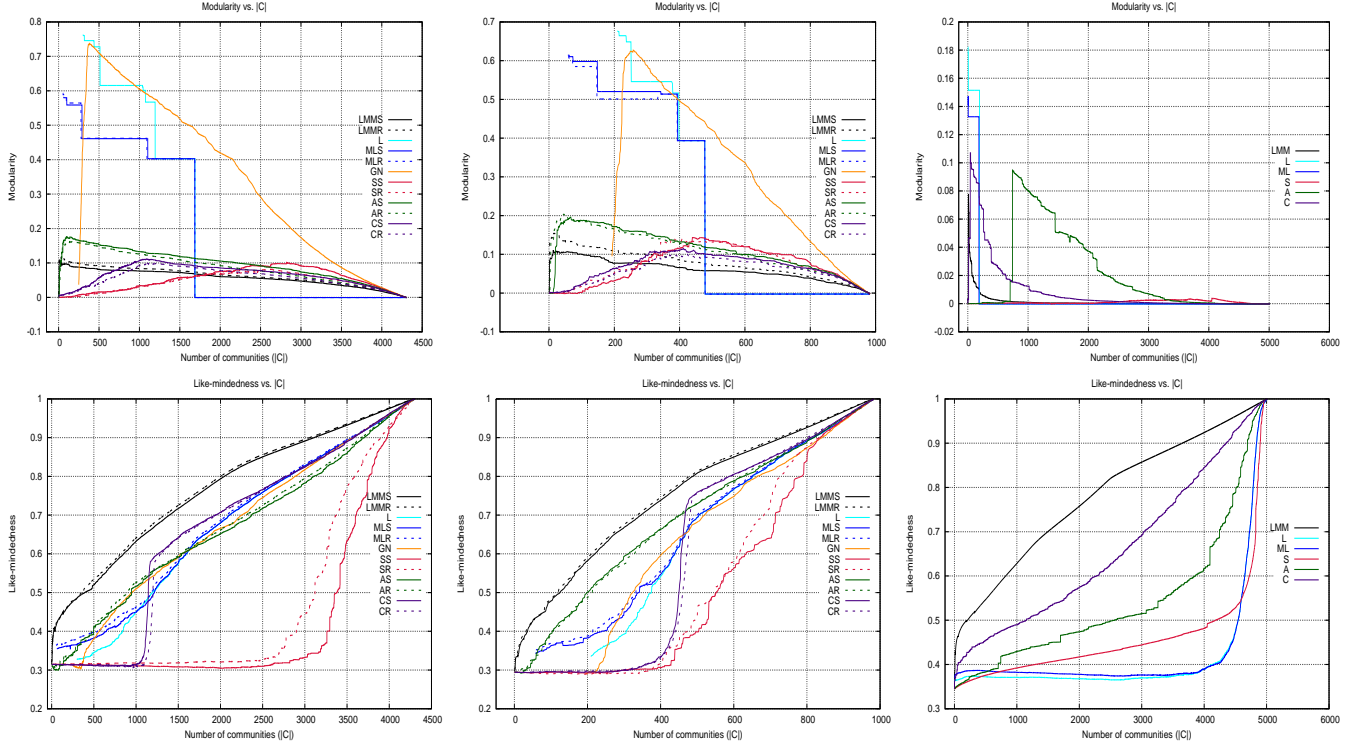 Modularity vs. |C|
0.8
0.7
0.6
0.5
0.4
0.3
0.2
0.1
0
-0.1
0 500 1000 1500 2000 2500 3000 3500 4000 4500
Modularity
Number of communities (|C|)
LMMS
LMMR
L
MLS
MLR
GN
SS
SR
AS
AR
CS
CR
Modularity vs. |C|
0.7
0.6
0.5
0.4
0.3
0.2
0.1
0
-0.1
0 200 400 600 800 1000
Modularity
Number of communities (|C|)
LMMS
LMMR
L
MLS
MLR
GN
SS
SR
AS
AR
CS
CR
Modularity vs. |C|
0.2
0.18
0.16
0.14
0.12
0.1
0.08
0.06
0.04
0.02
0
-0.02
0 1000 2000 3000 4000 5000 6000
Modularity
Number of communities (|C|)
LMM
L
ML
S
A
C
Like-mindedness vs. |C|
1
0.9
0.8
0.7
0.6
0.5
0.4
0.3
0.2
0 500 1000 1500 2000 2500 3000 3500 4000 4500
Like-mindedness
Number of communities (|C|)
LMMS
LMMR
L
MLS
MLR
GN
SS
SR
AS
AR
CS
CR
Like-mindedness vs. |C|
1
0.9
0.8
0.7
0.6
0.5
0.4
0.3
0.2
0 200 400 600 800 1000
Like-mindedness
Number of communities (|C|)
LMMS
LMMR
L
MLS
MLR
GN
SS
SR
AS
AR
CS
CR
Like-mindedness vs. |C|
1
0.9
0.8
0.7
0.6
0.5
0.4
0.3
0 1000 2000 3000 4000 5000 6000
Like-mindedness
Number of communities (|C|)
LMM
L
ML
S
A
C